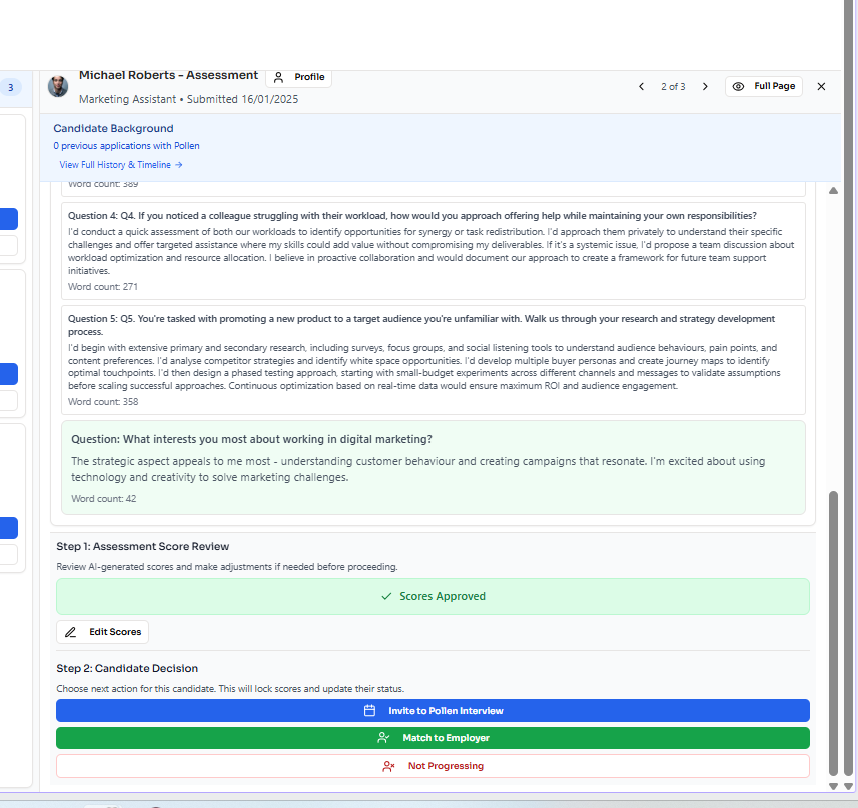 3
Michael Roberts - Assessment
Profile
2 of 3
Full Page
Marketing Assistant • Submitted 16/01/2025
Candidate Background
0 previous applications with Pollen
View Full History & Timeline →
Word count: 389
Question 4: Q4. If you noticed a colleague struggling with their workload, how would you approach offering help while maintaining your own responsibilities?
I'd conduct a quick assessment of both our workloads to identify opportunities for synergy or task redistribution. I'd approach them privately to understand their specific
challenges and offer targeted assistance where my skills could add value without compromising my deliverables. If it's a systemic issue, I'd propose a team discussion about
workload optimization and resource allocation. I believe in proactive collaboration and would document our approach to create a framework for future team support
initiatives.
Word count: 271
Question 5: Q5. You're tasked with promoting a new product to a target audience you're unfamiliar with. Walk us through your research and strategy development
process.
I'd begin with extensive primary and secondary research, including surveys, focus groups, and social listening tools to understand audience behaviours, pain points, and
content preferences. I'd analyse competitor strategies and identify white space opportunities. I'd develop multiple buyer personas and create journey maps to identify
optimal touchpoints. I'd then design a phased testing approach, starting with small-budget experiments across different channels and messages to validate assumptions
before scaling successful approaches. Continuous optimization based on real-time data would ensure maximum ROI and audience engagement.
Word count: 358
Question: What interests you most about working in digital marketing?
The strategic aspect appeals to me most - understanding customer behaviour and creating campaigns that resonate. I'm excited about using
technology and creativity to solve marketing challenges.
Word count: 42
Step 1: Assessment Score Review
Review AI-generated scores and make adjustments if needed before proceeding.
Scores Approved
Edit Scores
Step 2: Candidate Decision
Choose next action for this candidate. This will lock scores and update their status.
Invite to Pollen Interview
Match to Employer
Not Progressing